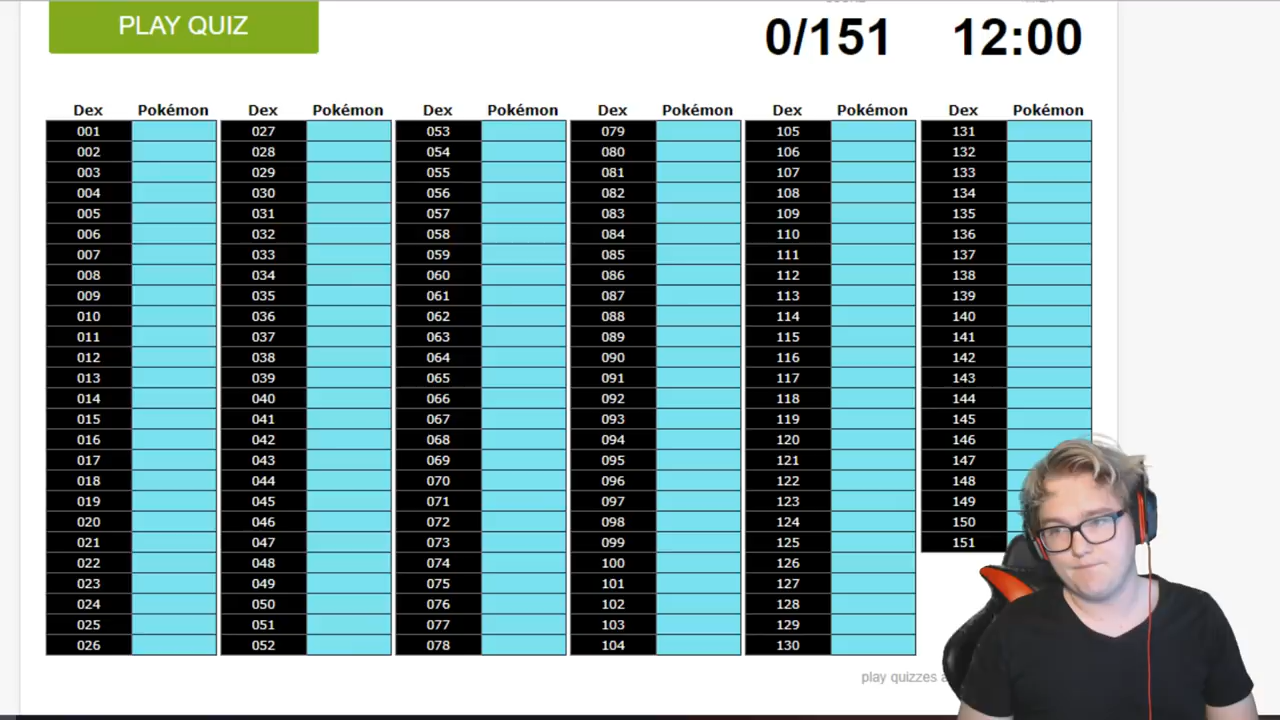 PLAY QUIZ
0/151 12:00
Dex Pokémon Dex Pokémon Dex Pokémon Dex Pokémon Dex Pokémon Dex Pokémon
001 027 053 079 105 131
002 028 054 080 106 132
003 029 055 081 107 133
004 030 056 082 108 134
005 031 057 083 109 135
006 032 058 084 110 136
007 033 059 085 111 137
008 034 060 086 112 138
009 035 061 087 113 139
010 036 062 088 114 140
011 037 063 089 115 141
012 038 064 090 116 142
013 039 065 091 117 143
014 040 066 092 118 144
015 041 067 093 119 145
016 042 068 094 120 146
017 043 069 095 121 147
018 044 070 096 122 148
019 045 071 097 123 149
020 046 072 098 124 150
021 047 073 099 125 151
022 048 074 100 126
023 049 075 101 127
024 050 076 102 128
025 051 077 103 129
026 052 078 104 130
play quizzes